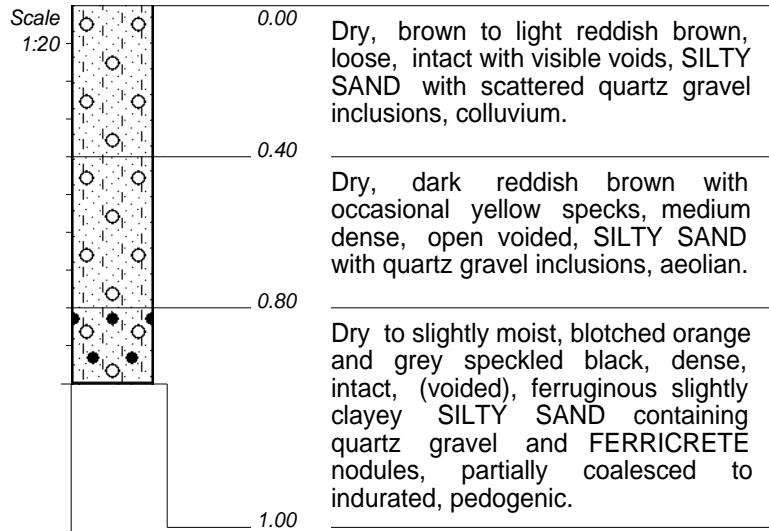 Scale
1:20
0.00
Dry, brown to light reddish brown,
loose, intact with visible voids, SILTY
SAND with scattered quartz gravel
inclusions, colluvium.
0.40
Dry, dark reddish brown with
occasional yellow specks, medium
dense, open voided, SILTY SAND
with quartz gravel inclusions, aeolian.
0.80
Dry to slightly moist, blotched orange
and grey speckled black, dense,
intact, (voided), ferruginous slightly
clayey SILTY SAND containing
quartz gravel and FERRICRETE
nodules, partially coalesced to
indurated, pedogenic.
1.00